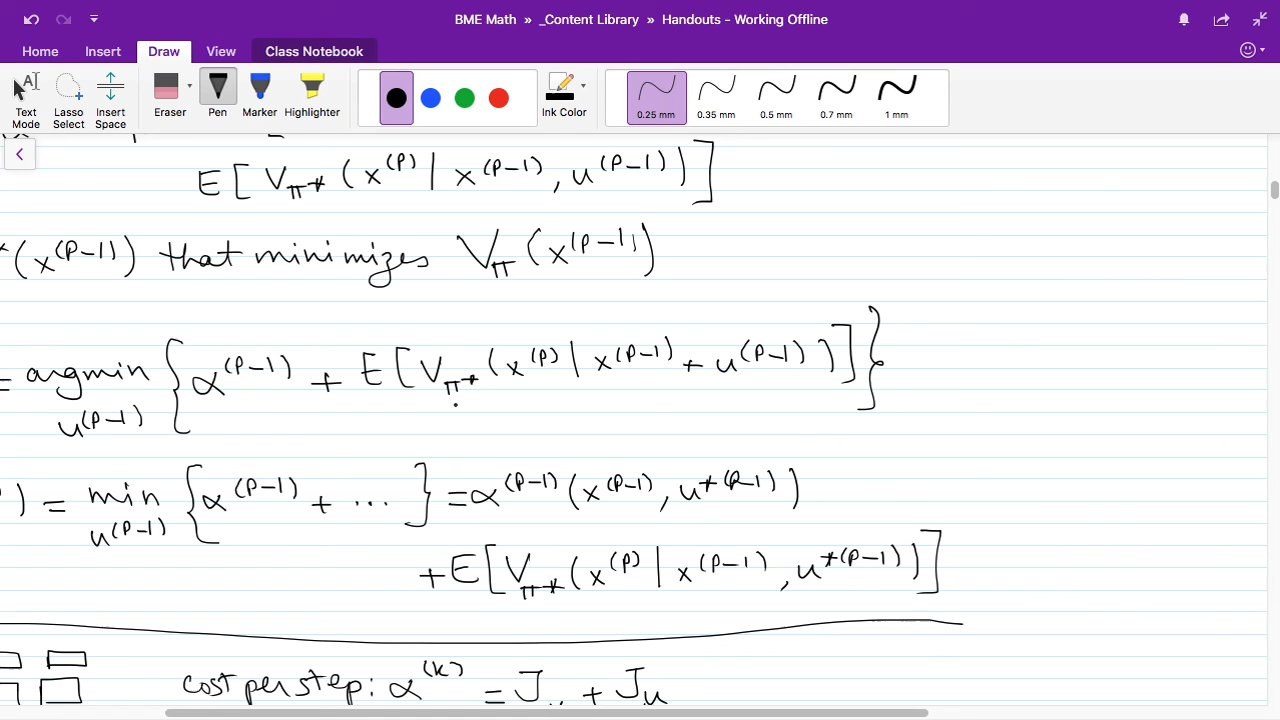 BME Math » _Content Library » Handouts - Working Offline
Home Insert Draw View Class Notebook
Text Mode Lasso Select Insert Space Eraser Pen Marker Highlighter Ink Color 0.25 mm 0.35 mm 0.5 mm 0.7 mm 1 mm
E[V_π*(x^(P) | x^(P-1), u^(P-1))]
*(x^(P-1)) that minimizes V_π(x^(P-1))
= argmin_{u^(P-1)} {α^(P-1) + E[V_π*(x^(P) | x^(P-1) + u^(P-1))]}
) = min_{u^(P-1)} {α^(P-1) + ...} = α^(P-1)(x^(P-1), u^*(P-1))
+ E[V_π*(x^(P) | x^(P-1), u^*(P-1))]
cost per step: α^(k) = J + J_u